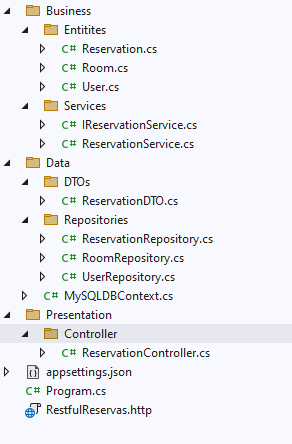 Business
Entitites
C# Reservation.cs
C# Room.cs
C# User.cs
Services
C# IReservationService.cs
C# ReservationService.cs
Data
DTOs
C# ReservationDTO.cs
Repositories
C# ReservationRepository.cs
C# RoomRepository.cs
C# UserRepository.cs
C# MySQLDBContext.cs
Presentation
Controller
C# ReservationController.cs
appsettings.json
C# Program.cs
RestfulReservas.http